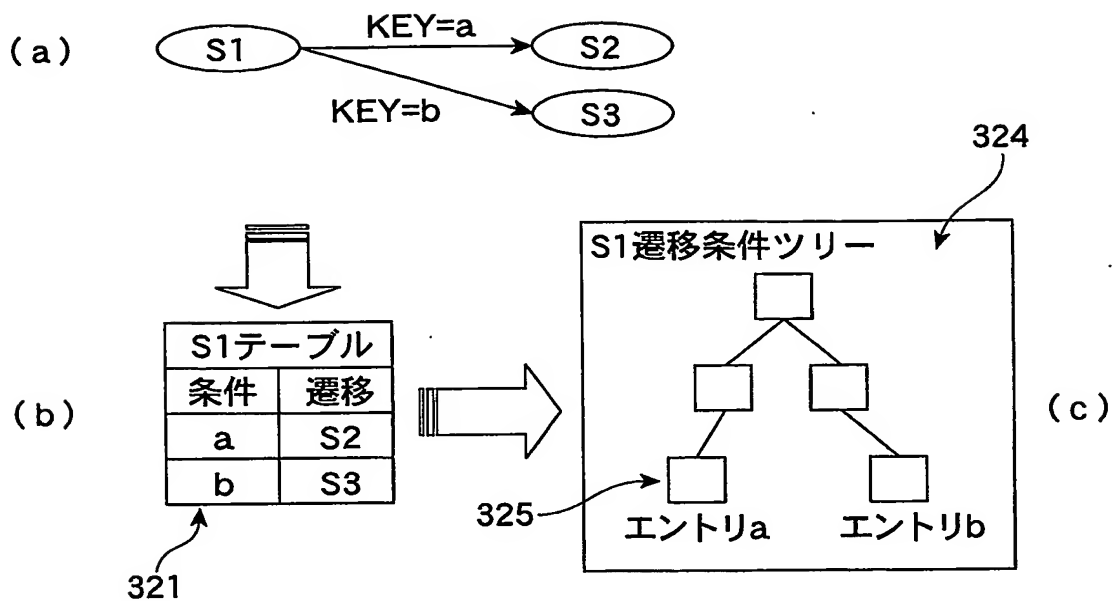 (a)
S1
KEY=a
S2
KEY=b
S3
324
S1遷移条件ツリー
(b)
S1テーブル
条件 遷移
a S2
b S3
321
325
エントリa エントリb
(c)